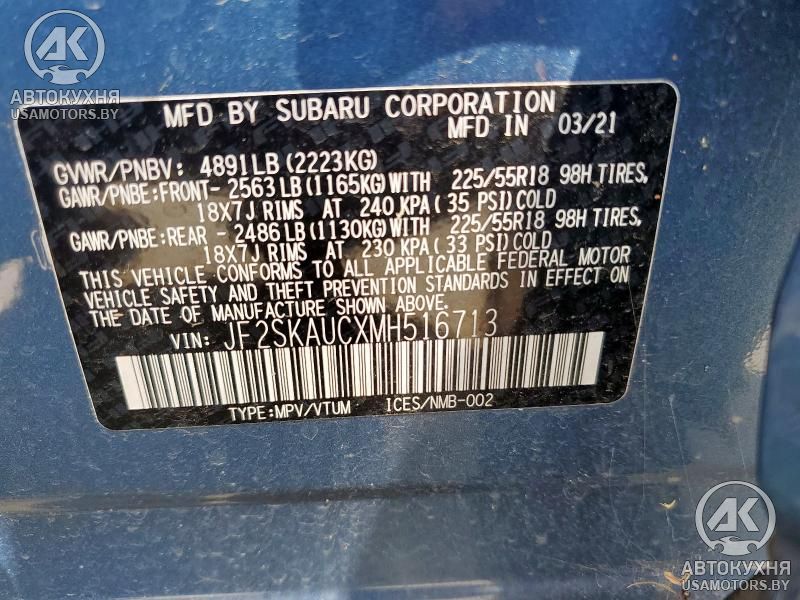 AK
АВТОКУХНЯ
USAMOTORS.BY
MFD BY SUBARU CORPORATION
MFD IN 03/21
GVWR/PNBV: 4891LB (2223KG)
GAWR/PNBE:FRONT- 2563LB (1165KG) WITH 225/55R18 98H TIRES,
18X7J RIMS AT 240 KPA ( 35 PSI) COLD
GAWR/PNBE:REAR - 2486LB (1130KG) WITH 225/55R18 98H TIRES,
18X7J RIMS AT 230 KPA ( 33 PSI) COLD
THIS VEHICLE CONFORMS TO ALL APPLICABLE FEDERAL MOTOR
VEHICLE SAFETY AND THEFT PREVENTION STANDARDS IN EFFECT ON
THE DATE OF MANUFACTURE SHOWN ABOVE.
VIN: JF2SKAUCXMH516713
TYPE:MPV/VTUM ICES/NMB-002
AK
АВТОКУХНЯ
USAMOTORS.BY